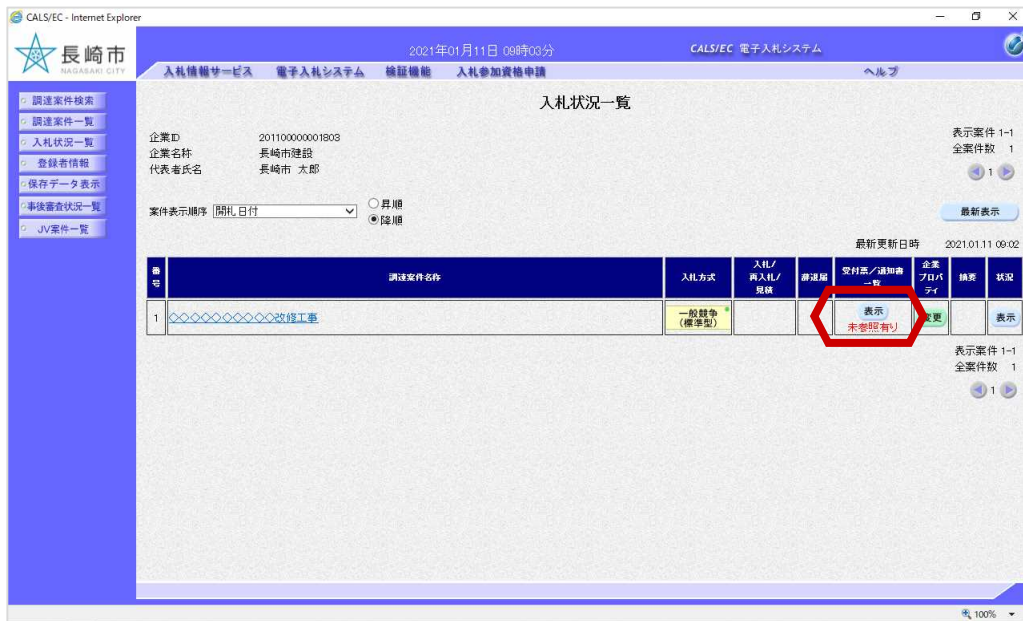 CALS/EC - Internet Explorer
長崎市
NAGASAKI CITY
2021年01月11日 09時03分
CALS/EC 電子入札システム
入札情報サービス 電子入札システム 検証機能 入札参加資格申請 ヘルプ
調達案件検索
調達案件一覧
入札状況一覧
登録者情報
保存データ表示
事後審査状況一覧
JV案件一覧
入札状況一覧
企業ID 201100000001803
企業名称 長崎市建設
代表者氏名 長崎市 太郎
表示案件 1-1
全案件数 1
1
案件表示順序 開札日付
昇順
降順
最新表示
最新更新日時 2021.01.11 09:02
番号 調達案件名称 入札方式 入札/再入札/見積 辞退届 受付票/通知書一覧 企業プロパティ 摘要 状況
1 ◇◇◇◇◇◇◇◇◇◇改修工事 一般競争(標準型) 表示 未参照有り 変更 表示
表示案件 1-1
全案件数 1
1
100%